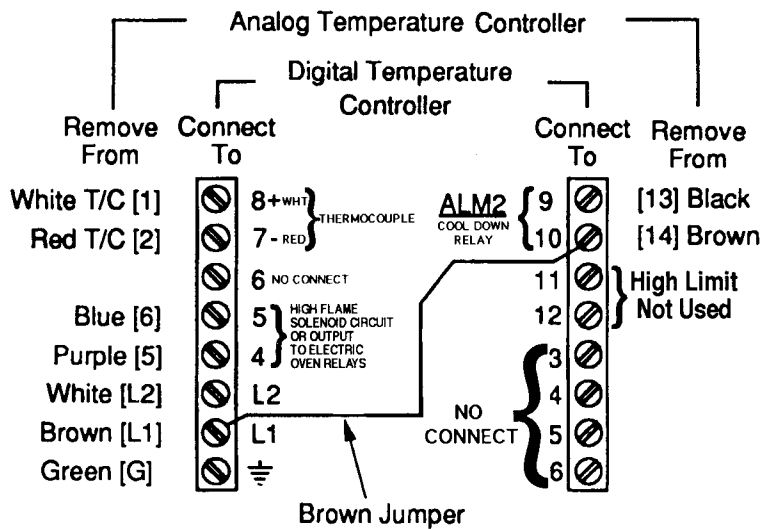 Analog Temperature Controller
Digital Temperature
Controller
Remove
From
Connect
To
Connect
To
Remove
From
White T/C [1]
8+WHT
Red T/C [2]
7-RED
THERMOCOUPLE
6 NO CONNECT
Blue [6]
5
Purple [5]
4
HIGH FLAME
SOLENOID CIRCUIT
OR OUTPUT
TO ELECTRIC
OVEN RELAYS
White [L2]
L2
Brown [L1]
L1
Green [G]
ALM2
COOL DOWN
RELAY
9
[13] Black
10
[14] Brown
11
12
High Limit
Not Used
NO
CONNECT
3
4
5
6
Brown Jumper